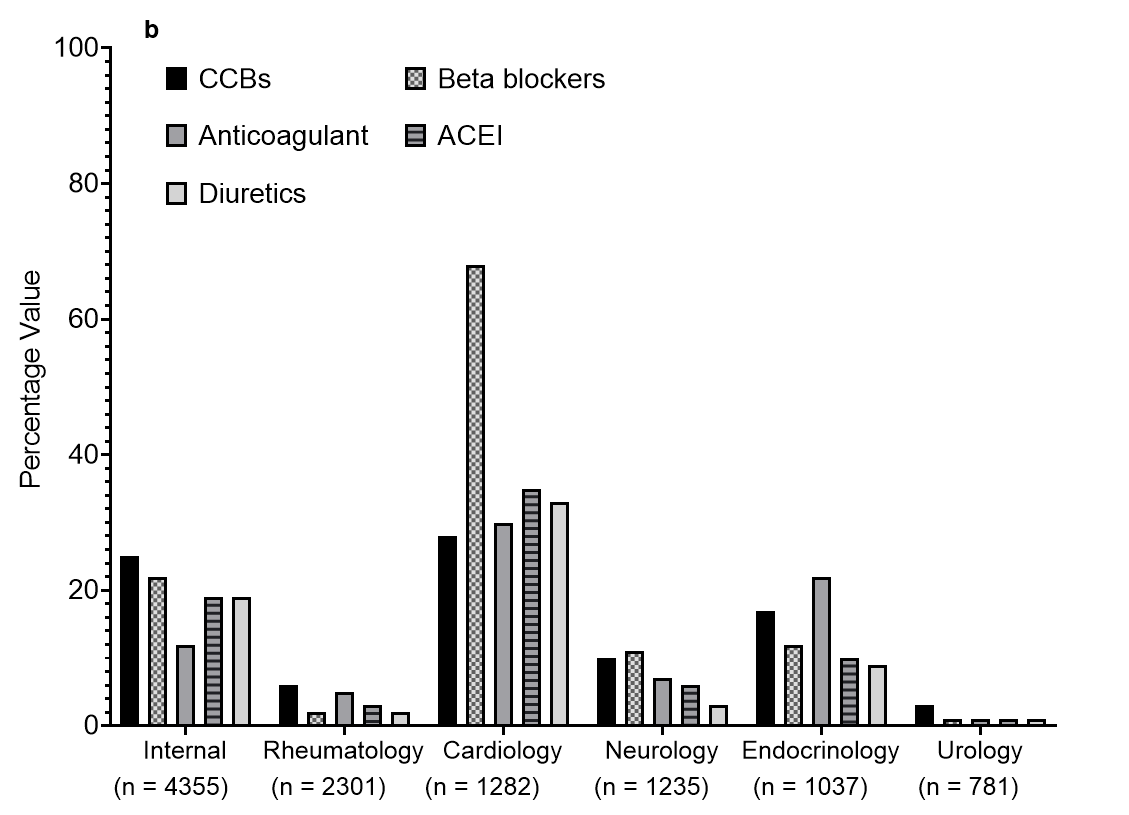 b
100
80
60
40
20
0
Percentage Value
CCBs
Beta blockers
Anticoagulant
ACEI
Diuretics
Internal Rheumatology Cardiology Neurology Endocrinology Urology
(n = 4355) (n = 2301) (n = 1282) (n = 1235) (n = 1037) (n = 781)